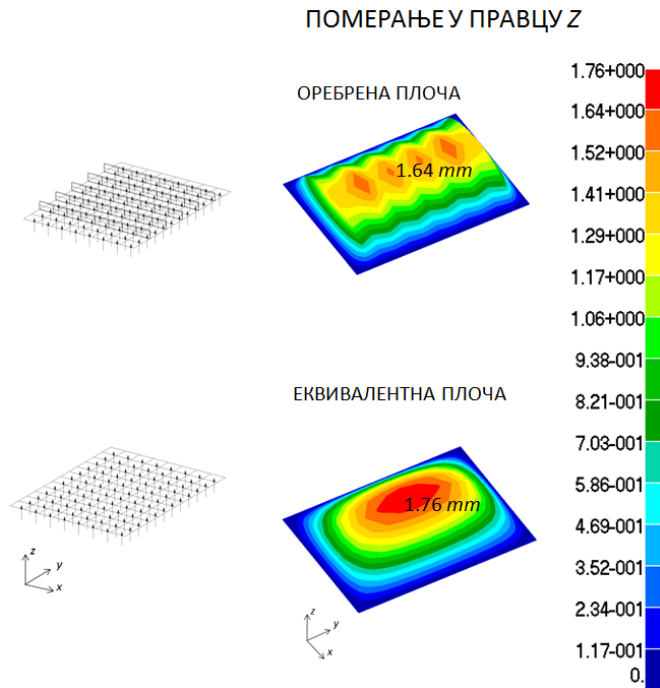 ПОМЕРАЊЕ У ПРАВЦУ Z
ОРЕБРЕНА ПЛОЧА
1.64 mm
ЕКВИВАЛЕНТНА ПЛОЧА
1.76 mm
z
y
x
z
y
x
1.76+000
1.64+000
1.52+000
1.41+000
1.29+000
1.17+000
1.06+000
9.38-001
8.21-001
7.03-001
5.86-001
4.69-001
3.52-001
2.34-001
1.17-001
0.